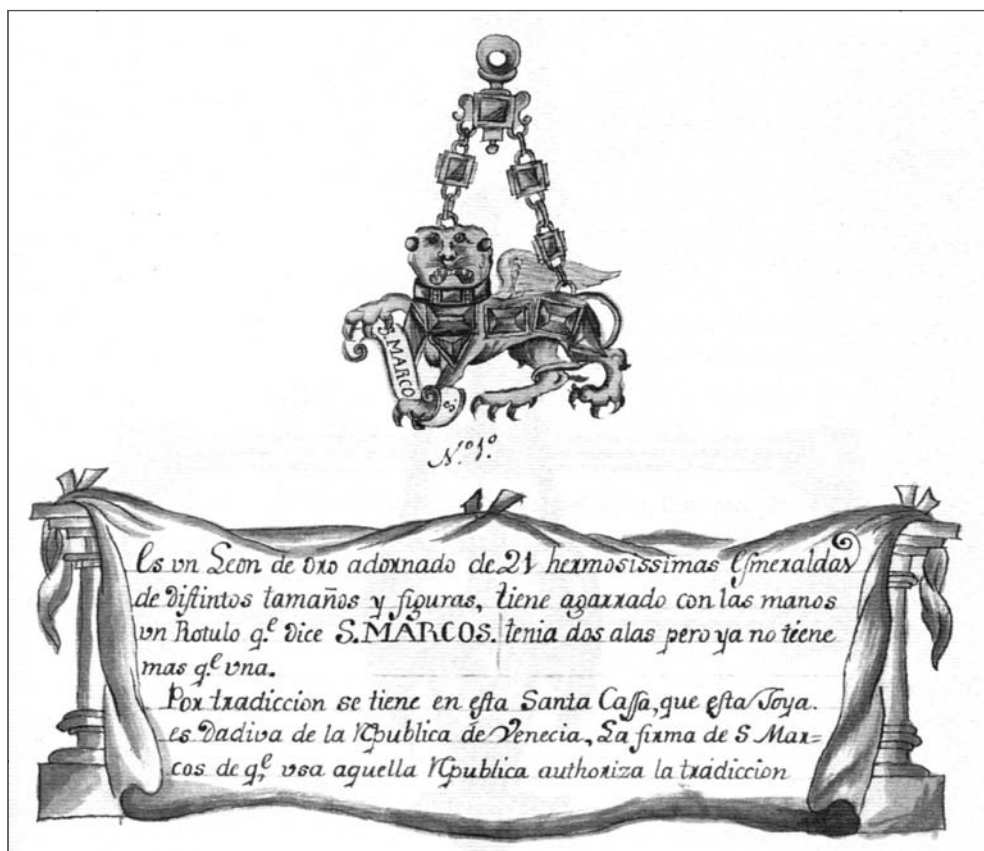 S. MARCO
S.
N.º 1.º
Es vn Leon de oro adornado de 21 hermosissimas Esmeraldas
de distintos tamaños y figuras, tiene agarrado con las manos
vn Rotulo q.e dice S. MARCOS. tenia dos alas pero ya no tiene
mas q.e vna.
Por tradiccion se tiene en esta Santa Cassa, que esta Joya.
es Dadiva de la Republica de Venecia, La firma de S Mar=
cos de q.e vsa aquella Republica authoriza la tradiccion